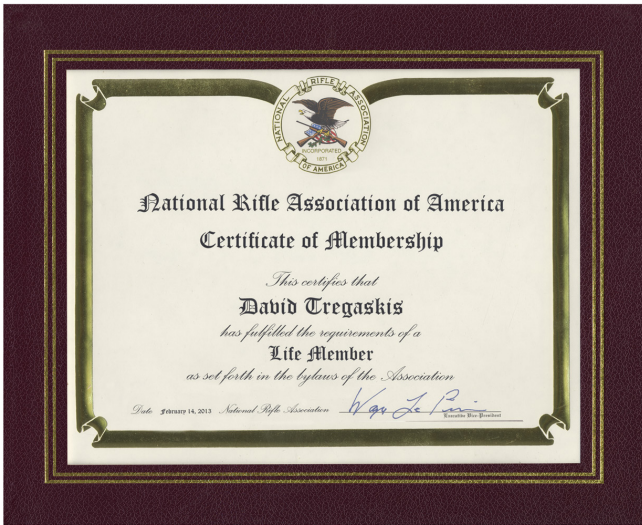 NATIONAL RIFLE ASSOCIATION
INCORPORATED
1871
OF AMERICA
National Rifle Association of America
Certificate of Membership
This certifies that
David Tregaskis
has fulfilled the requirements of a
Life Member
as set forth in the bylaws of the Association
Date February 14, 2013 National Rifle Association
Executive Vice-President